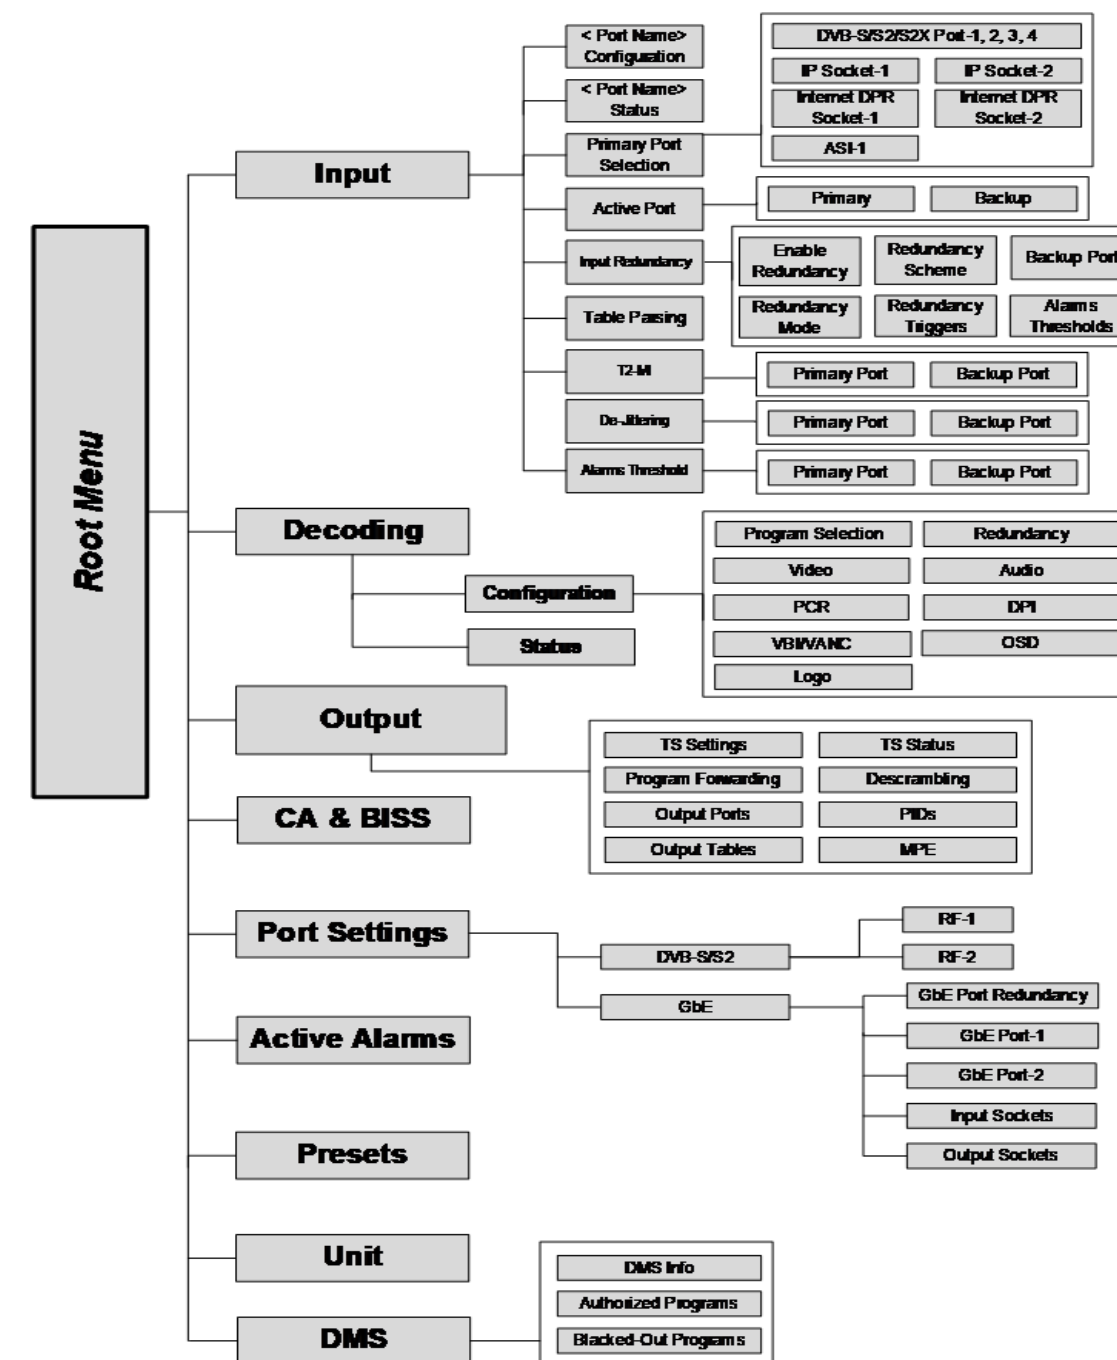 Root Menu
Input
< Port Name>
Configuration
< Port Name>
Status
Primary Port
Selection
DVB-S/S2/S2X Port-1, 2, 3, 4
IP Socket-1
IP Socket-2
Internet DPR
Socket-1
Internet DPR
Socket-2
ASI-1
Active Port
Primary
Backup
Input Redundancy
Enable
Redundancy
Redundancy
Scheme
Backup Port
Redundancy
Mode
Redundancy
Triggers
Alarms
Thresholds
Table Parsing
T2-MI
Primary Port
Backup Port
De-Jittering
Primary Port
Backup Port
Alarms Threshold
Primary Port
Backup Port
Decoding
Configuration
Program Selection
Redundancy
Video
Audio
PCR
DPI
VBI/VANC
OSD
Logo
Status
Output
TS Settings
TS Status
Program Forwarding
Descrambling
Output Ports
PIDs
Output Tables
MPE
CA & BISS
Port Settings
DVB-S/S2
RF-1
RF-2
GbE
GbE Port Redundancy
GbE Port-1
GbE Port-2
Input Sockets
Output Sockets
Active Alarms
Presets
Unit
DMS
DMS Info
Authorized Programs
Blacked-Out Programs